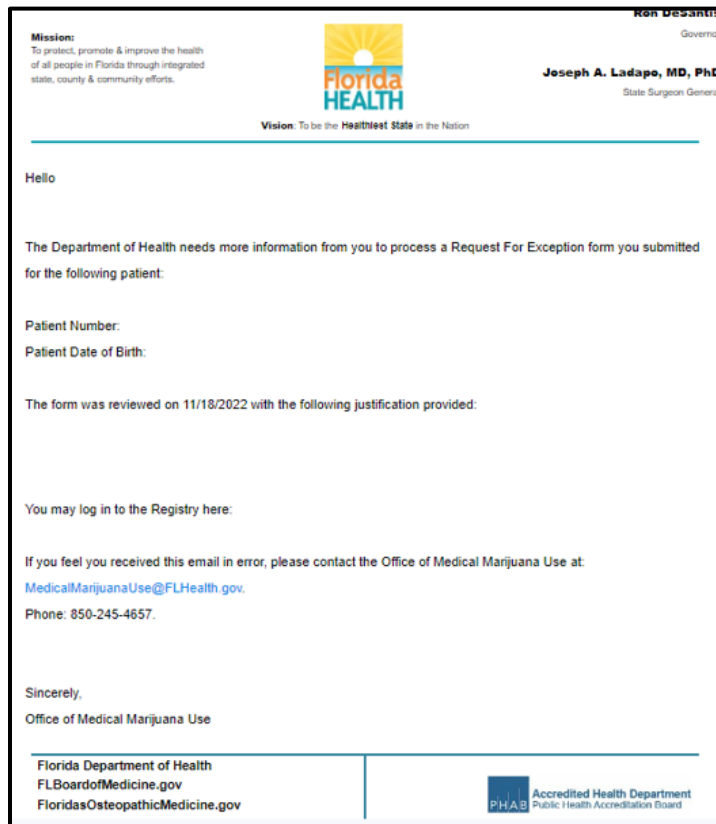 Mission:
To protect, promote & improve the health
of all people in Florida through integrated
state, county & community efforts.
Florida
HEALTH
Vision: To be the Healthiest State in the Nation
Ron DeSantis
Governo
Joseph A. Ladapo, MD, PhD
State Surgeon Genera
Hello
The Department of Health needs more information from you to process a Request For Exception form you submitted
for the following patient:
Patient Number:
Patient Date of Birth:
The form was reviewed on 11/18/2022 with the following justification provided:
You may log in to the Registry here:
If you feel you received this email in error, please contact the Office of Medical Marijuana Use at:
MedicalMarijuanaUse@FLHealth.gov.
Phone: 850-245-4657.
Sincerely,
Office of Medical Marijuana Use
Florida Department of Health
FLBoardofMedicine.gov
FloridasOsteopathicMedicine.gov
PHAB
Accredited Health Department
Public Health Accreditation Board